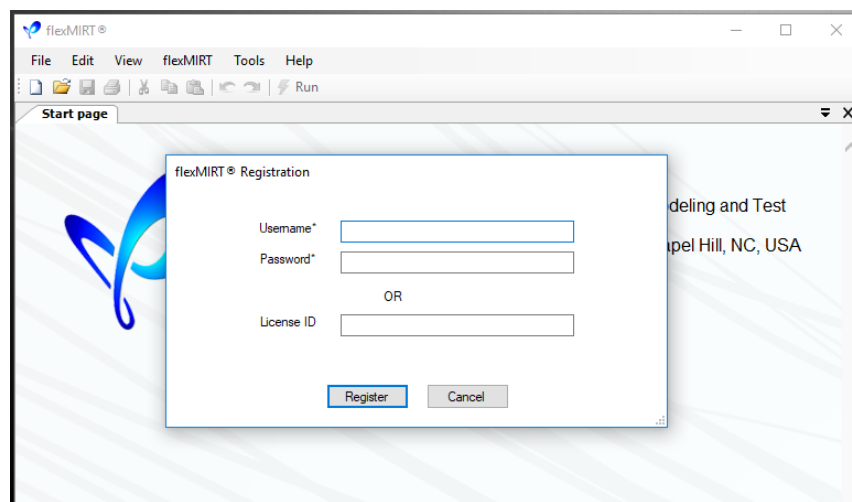 flexMIRT®
File Edit View flexMIRT Tools Help
Run
Start page
flexMIRT® Registration
Username*
Password*
OR
License ID
Register Cancel
deling and Test
apel Hill, NC, USA